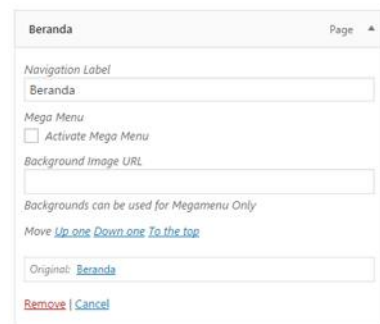 Beranda Page
Navigation Label
Beranda
Mega Menu
Activate Mega Menu
Background Image URL
Backgrounds can be used for Megamenu Only
Move Up one Down one To the top
Original: Beranda
Remove | Cancel